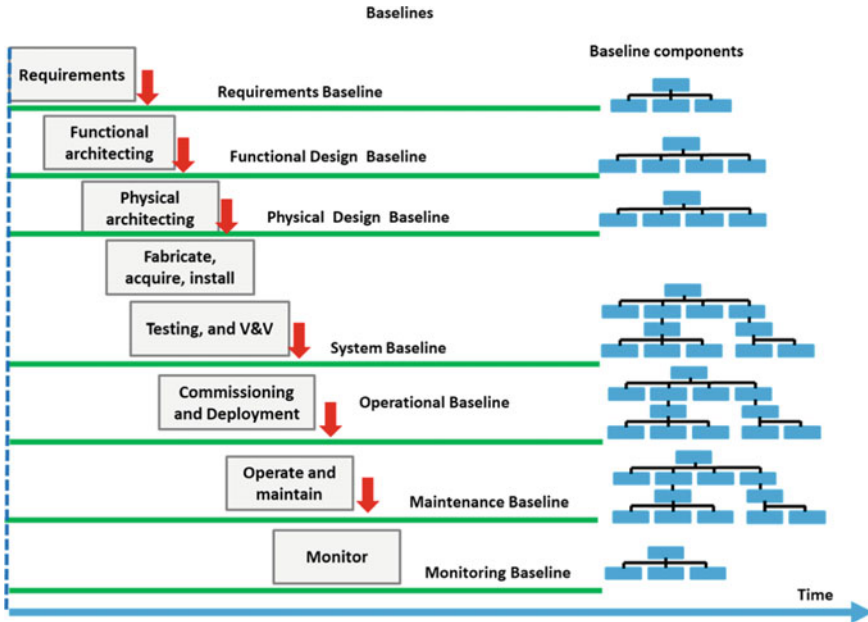 Baselines
Baseline components
Requirements
Requirements Baseline
Functional
architecting
Functional Design Baseline
Physical
architecting
Physical Design Baseline
Fabricate,
acquire, install
Testing, and V&V
System Baseline
Commissioning
and Deployment
Operational Baseline
Operate and
maintain
Maintenance Baseline
Monitor
Monitoring Baseline
Time